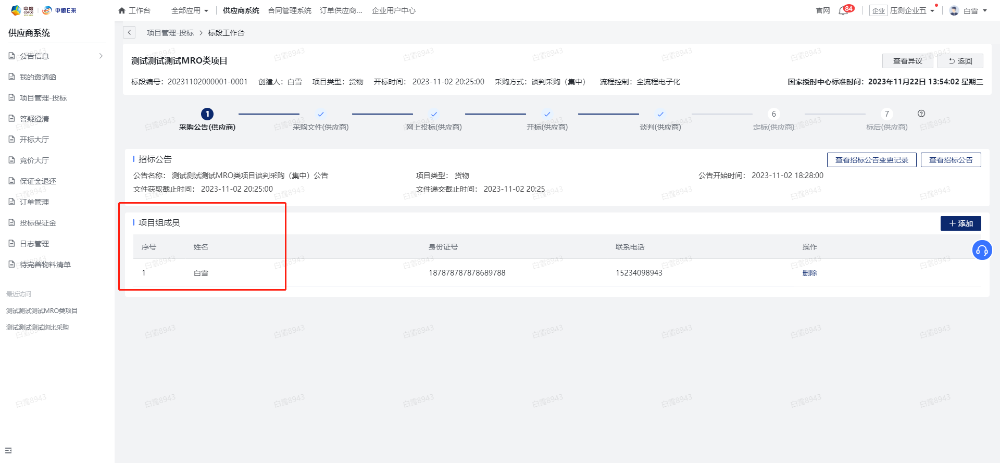 中粮 COFCO 中粮E采 工作台 全部应用 供应商系统 合同管理系统 订单供应商... 企业用户中心 官网 84 企业 压测企业五 白雪
供应商系统
公告信息
我的邀请函
项目管理-投标
答疑澄清
开标大厅
竞价大厅
保证金退还
订单管理
投标保证金
日志管理
待完善物料清单
最近访问
测试测试测试MRO类项目
测试测试测试询比采购
项目管理-投标 > 标段工作台
测试测试测试MRO类项目 查看异议 返回
标段编号：20231102000001-0001 创建人：白雪 项目类型：货物 开标时间：2023-11-02 20:25:00 采购方式：谈判采购（集中） 流程控制：全流程电子化 国家授时中心标准时间：2023年11月22日 13:54:02 星期三
1 6 7
采购公告(供应商) 采购文件(供应商) 网上投标(供应商) 开标(供应商) 谈判(供应商) 定标(供应商) 标后(供应商)
招标公告 查看招标公告变更记录 查看招标公告
公告名称： 测试测试测试MRO类项目谈判采购（集中）公告 项目类型： 货物 公告开始时间： 2023-11-02 18:28:00
文件获取截止时间： 2023-11-02 20:25:00 文件递交截止时间： 2023-11-02 20:25
项目组成员 添加
序号 姓名 身份证号 联系电话 操作
1 白雪 187878787878689788 15234098943 删除
白雪8943